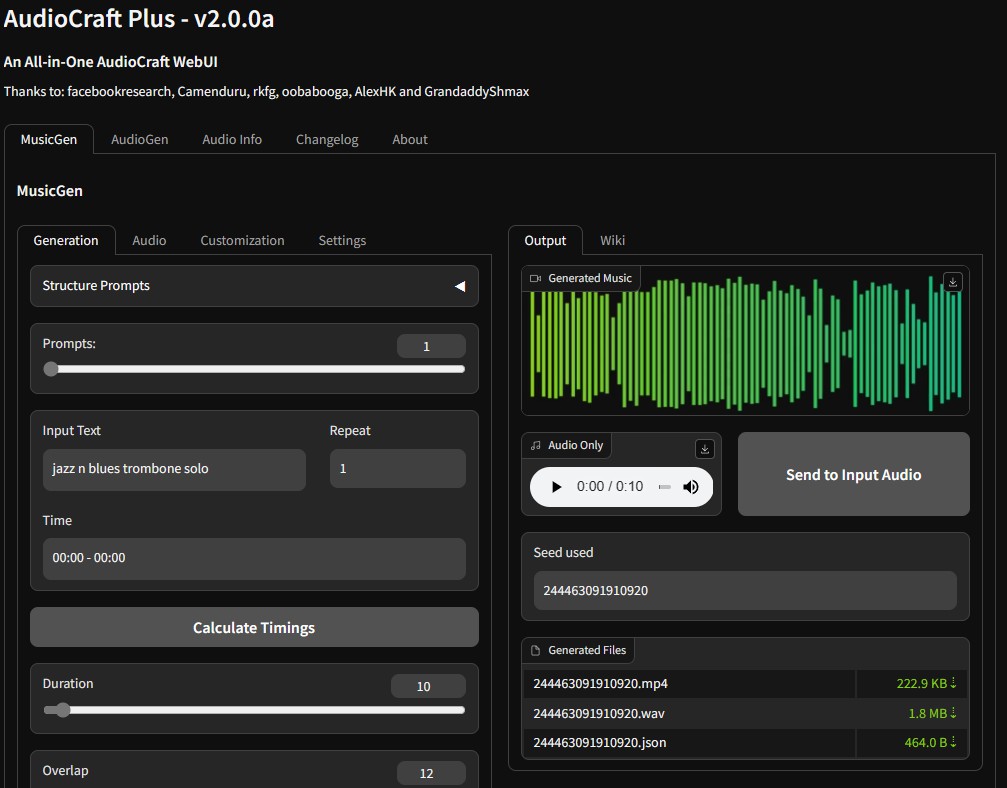 AudioCraft Plus - v2.0.0a
An All-in-One AudioCraft WebUI
Thanks to: facebookresearch, Camenduru, rkfg, oobabooga, AlexHK and GrandaddyShmax
MusicGen AudioGen Audio Info Changelog About
MusicGen
Generation Audio Customization Settings
Structure Prompts
Prompts: 1
Input Text Repeat
jazz n blues trombone solo 1
Time
00:00 - 00:00
Calculate Timings
Duration 10
Overlap 12
Output Wiki
Generated Music
Audio Only
0:00 / 0:10
Send to Input Audio
Seed used
244463091910920
Generated Files
244463091910920.mp4 222.9 KB ⇣
244463091910920.wav 1.8 MB ⇣
244463091910920.json 464.0 B ⇣